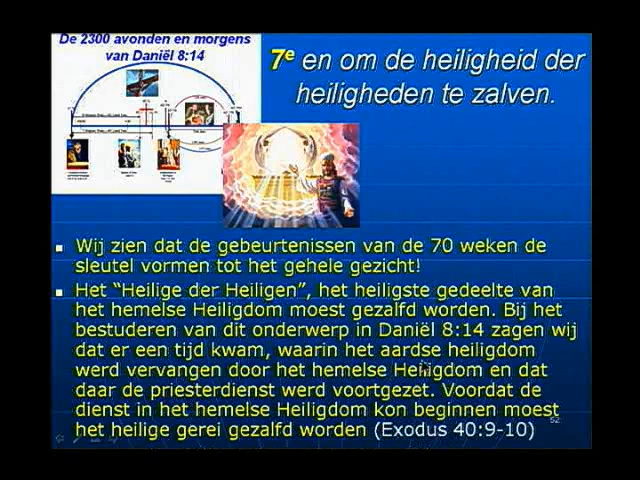 De 2300 avonden en morgens
van Daniël 8:14
7e en om de heiligheid der
heiligheden te zalven.
Wij zien dat de gebeurtenissen van de 70 weken de
sleutel vormen tot het gehele gezicht!
Het “Heilige der Heiligen”, het heiligste gedeelte van
het hemelse Heiligdom moest gezalfd worden. Bij het
bestuderen van dit onderwerp in Daniël 8:14 zagen wij
dat er een tijd kwam, waarin het aardse heiligdom
werd vervangen door het hemelse Heiligdom en dat
daar de priesterdienst werd voortgezet. Voordat de
dienst in het hemelse Heiligdom kon beginnen moest
het heilige gerei gezalfd worden (Exodus 40:9-10)
52